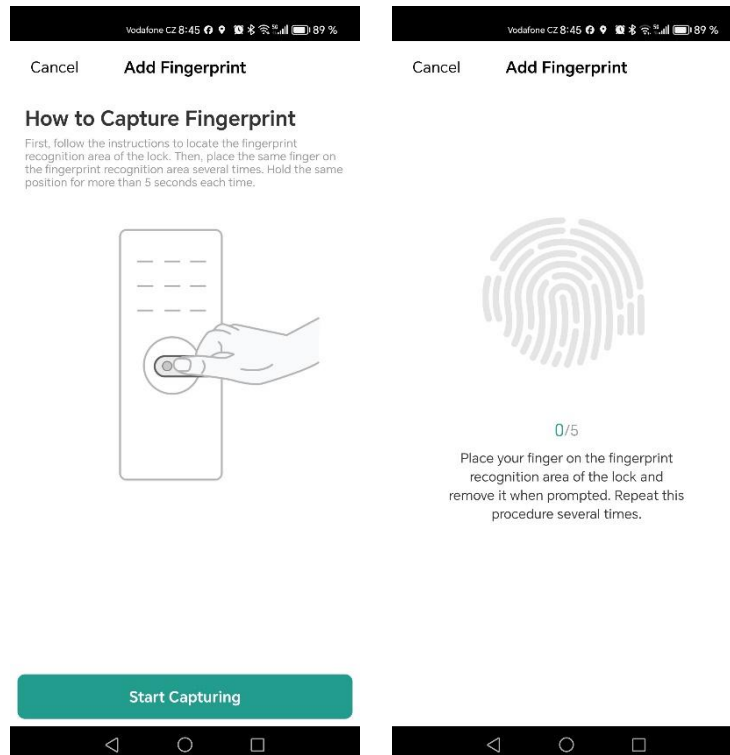 Vodafone CZ 8:45 89 %
Cancel Add Fingerprint
How to Capture Fingerprint
First, follow the instructions to locate the fingerprint
recognition area of the lock. Then, place the same finger on
the fingerprint recognition area several times. Hold the same
position for more than 5 seconds each time.
Start Capturing
Vodafone CZ 8:45 89 %
Cancel Add Fingerprint
0/5
Place your finger on the fingerprint
recognition area of the lock and
remove it when prompted. Repeat this
procedure several times.